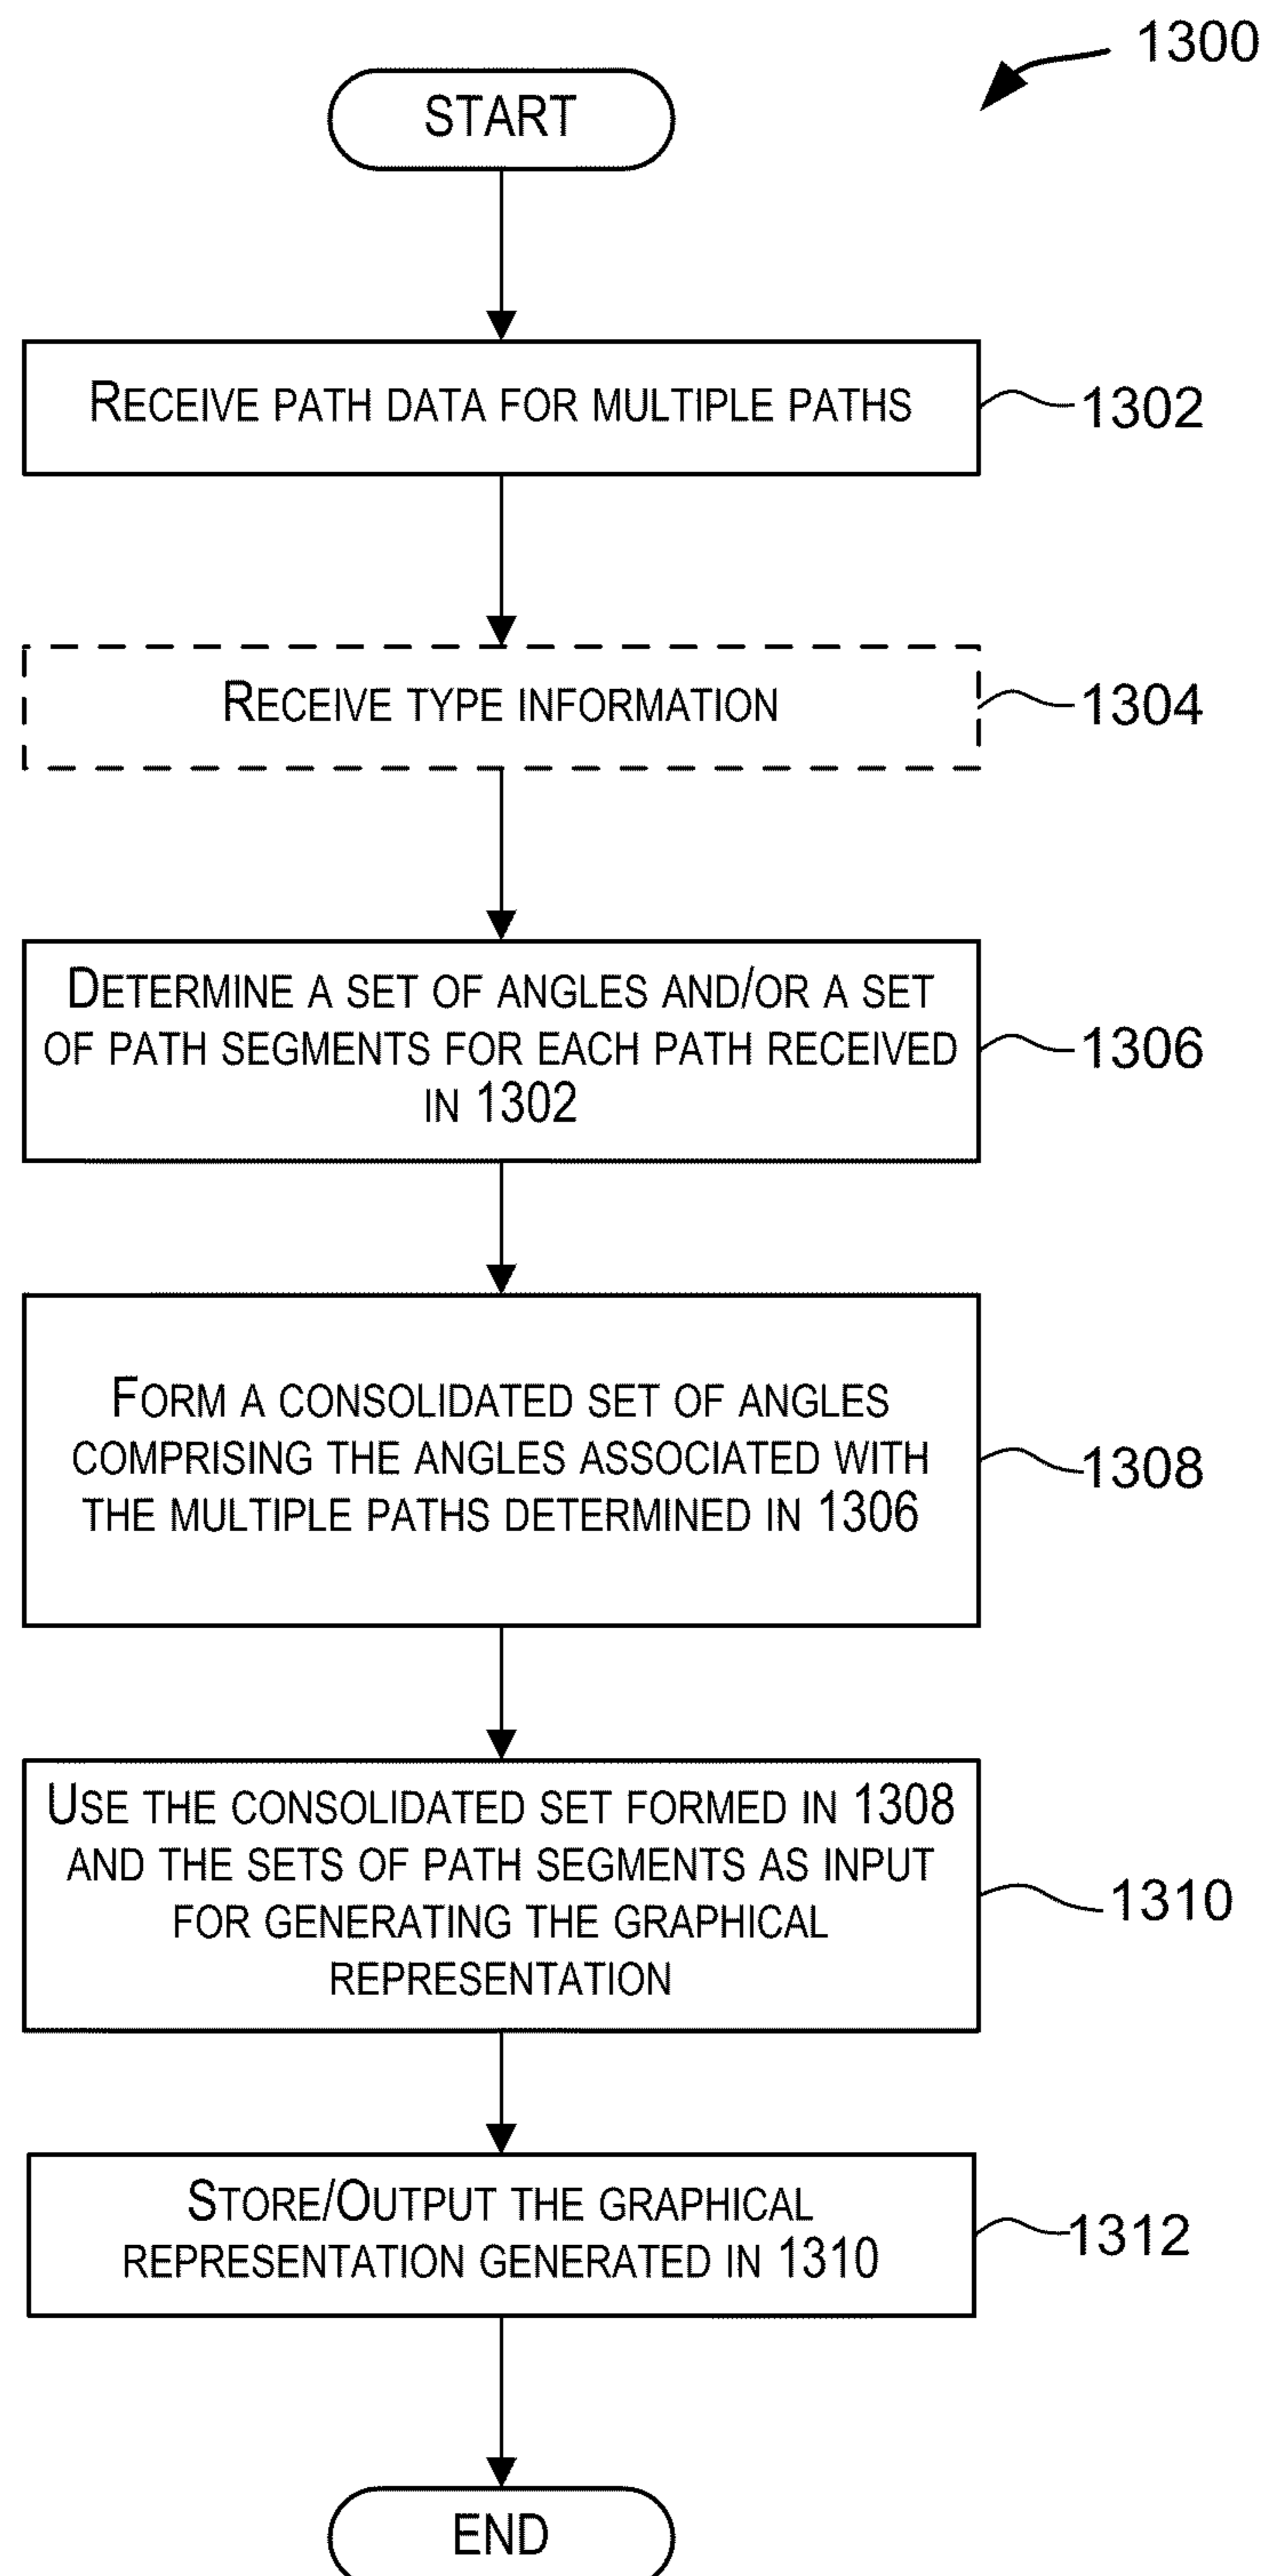 1300
START
RECEIVE PATH DATA FOR MULTIPLE PATHS
1302
RECEIVE TYPE INFORMATION
1304
DETERMINE A SET OF ANGLES AND/OR A SET
OF PATH SEGMENTS FOR EACH PATH RECEIVED
IN 1302
1306
FORM A CONSOLIDATED SET OF ANGLES
COMPRISING THE ANGLES ASSOCIATED WITH
THE MULTIPLE PATHS DETERMINED IN 1306
1308
USE THE CONSOLIDATED SET FORMED IN 1308
AND THE SETS OF PATH SEGMENTS AS INPUT
FOR GENERATING THE GRAPHICAL
REPRESENTATION
1310
STORE/OUTPUT THE GRAPHICAL
REPRESENTATION GENERATED IN 1310
1312
END